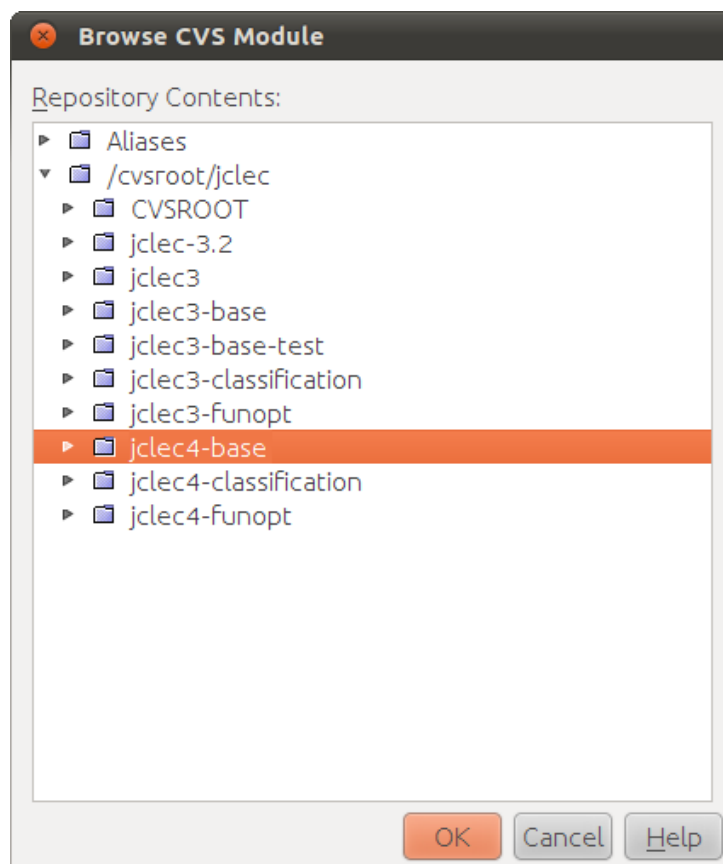 Browse CVS Module
Repository Contents:
Aliases
/cvsroot/jclec
CVSROOT
jclec-3.2
jclec3
jclec3-base
jclec3-base-test
jclec3-classification
jclec3-funopt
jclec4-base
jclec4-classification
jclec4-funopt
OK Cancel Help